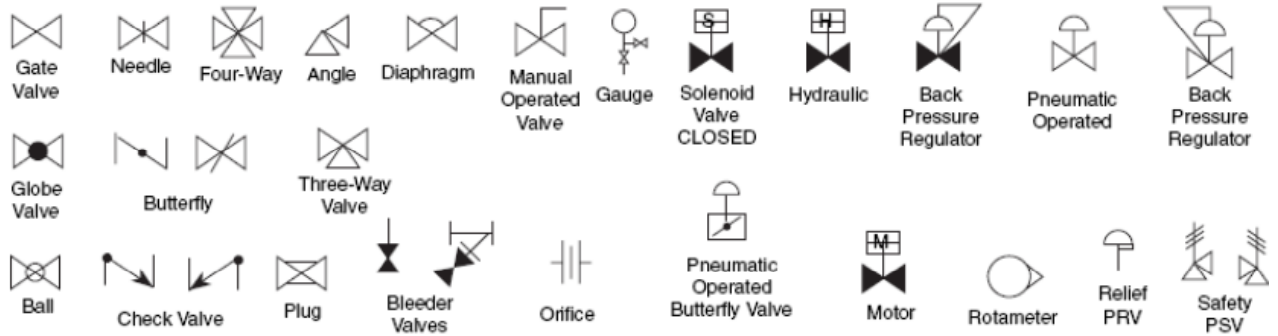 S
H
Gate
Valve
Needle
Four-Way
Angle
Diaphragm
Manual
Operated
Valve
Gauge
Solenoid
Valve
CLOSED
Hydraulic
Back
Pressure
Regulator
Pneumatic
Operated
Back
Pressure
Regulator
Globe
Valve
Butterfly
Three-Way
Valve
M
Ball
Check Valve
Plug
Bleeder
Valves
Orifice
Pneumatic
Operated
Butterfly Valve
Motor
Rotameter
Relief
PRV
Safety
PSV